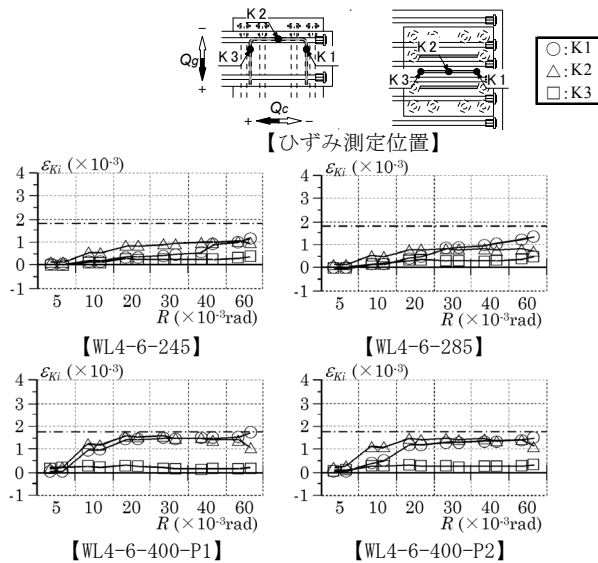 K2
Qg
K3
K1
Qc
−
+
+
−
K2
K3
K1
○:K1
△:K2
□:K3
【ひずみ測定位置】
εKi (×10⁻³)
4
3
2
1
0
-1
5 10 20 30 40 60
R (×10⁻³rad)
【WL4-6-245】
εKi (×10⁻³)
4
3
2
1
0
-1
5 10 20 30 40 60
R (×10⁻³rad)
【WL4-6-285】
εKi (×10⁻³)
4
3
2
1
0
-1
5 10 20 30 40 60
R (×10⁻³rad)
【WL4-6-400-P1】
εKi (×10⁻³)
4
3
2
1
0
-1
5 10 20 30 40 60
R (×10⁻³rad)
【WL4-6-400-P2】